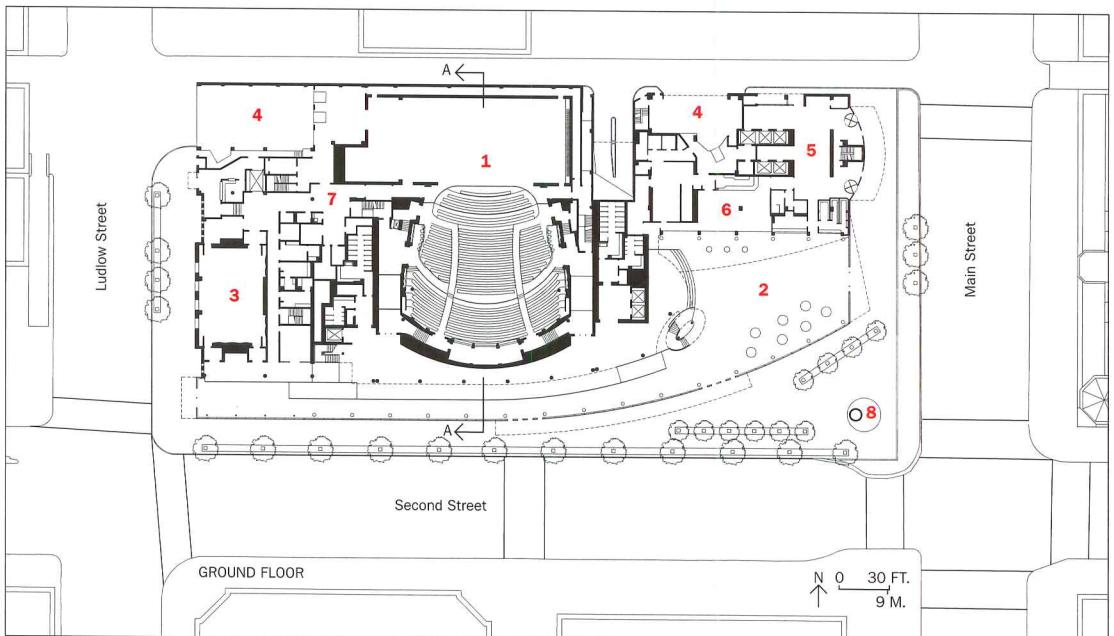 A
4
4
5
1
7
6
Ludlow Street
3
2
Main Street
8
A
Second Street
GROUND FLOOR
N 0 30 FT.
9 M.